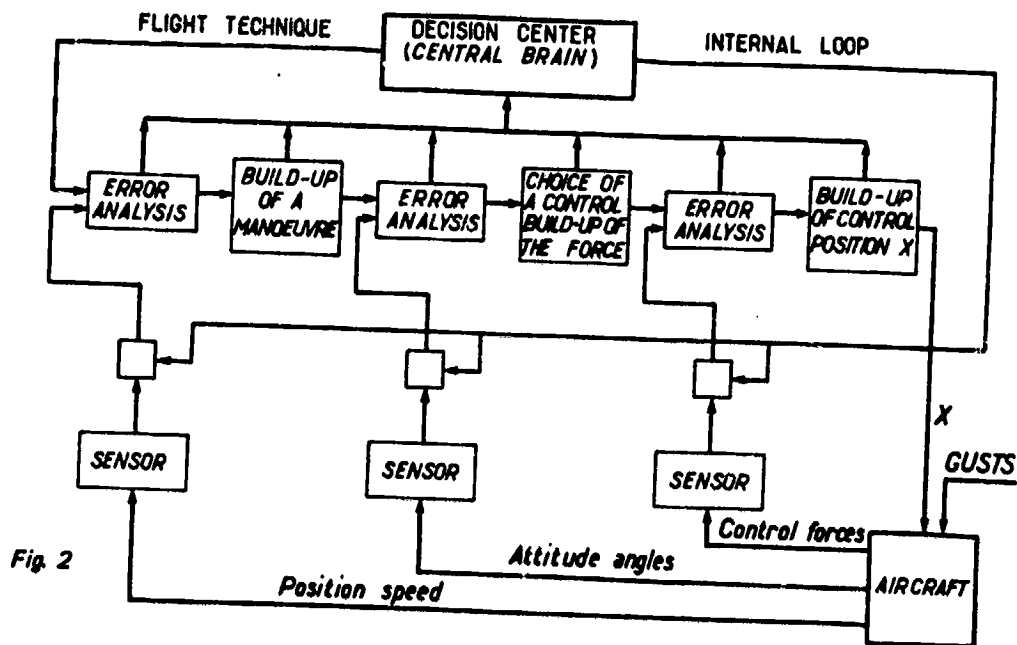 FLIGHT TECHNIQUE
DECISION CENTER
(CENTRAL BRAIN)
INTERNAL LOOP
ERROR
ANALYSIS
BUILD-UP
OF A
MANOEUVRE
ERROR
ANALYSIS
CHOICE OF
A CONTROL
BUILD-UP OF
THE FORCE
ERROR
ANALYSIS
BUILD-UP
OF CONTROL
POSITION X
X
GUSTS
SENSOR
SENSOR
SENSOR
Control forces
Attitude angles
Position speed
AIRCRAFT
Fig. 2